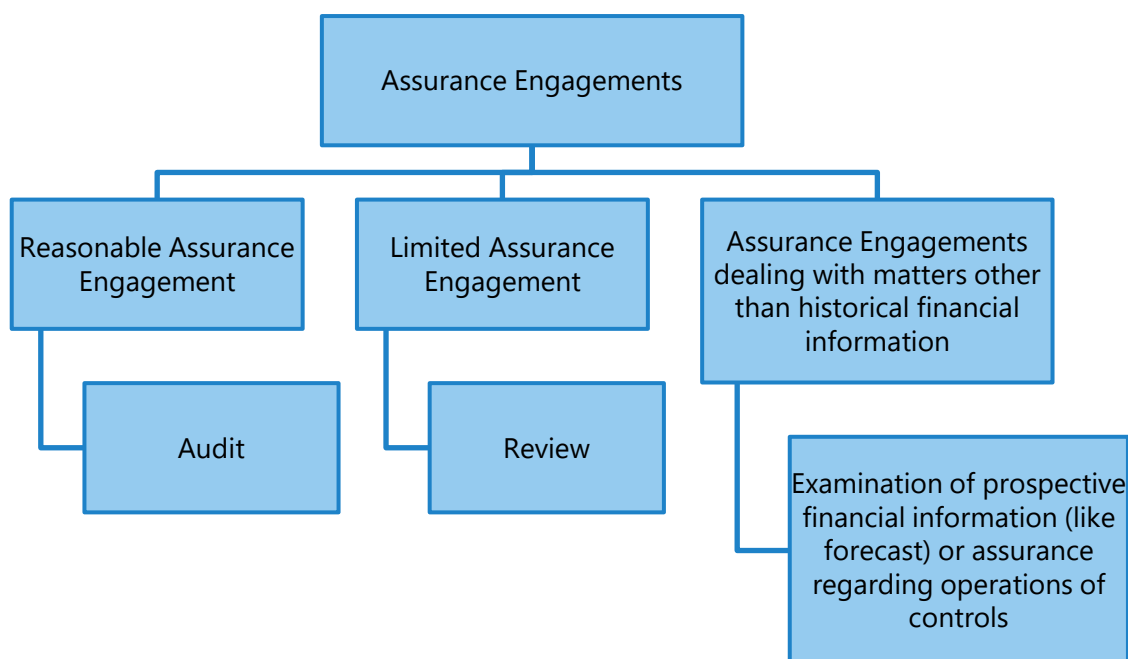 Assurance Engagements
Reasonable Assurance
Engagement
Limited Assurance
Engagement
Assurance Engagements
dealing with matters other
than historical financial
information
Audit
Review
Examination of prospective
financial information (like
forecast) or assurance
regarding operations of
controls